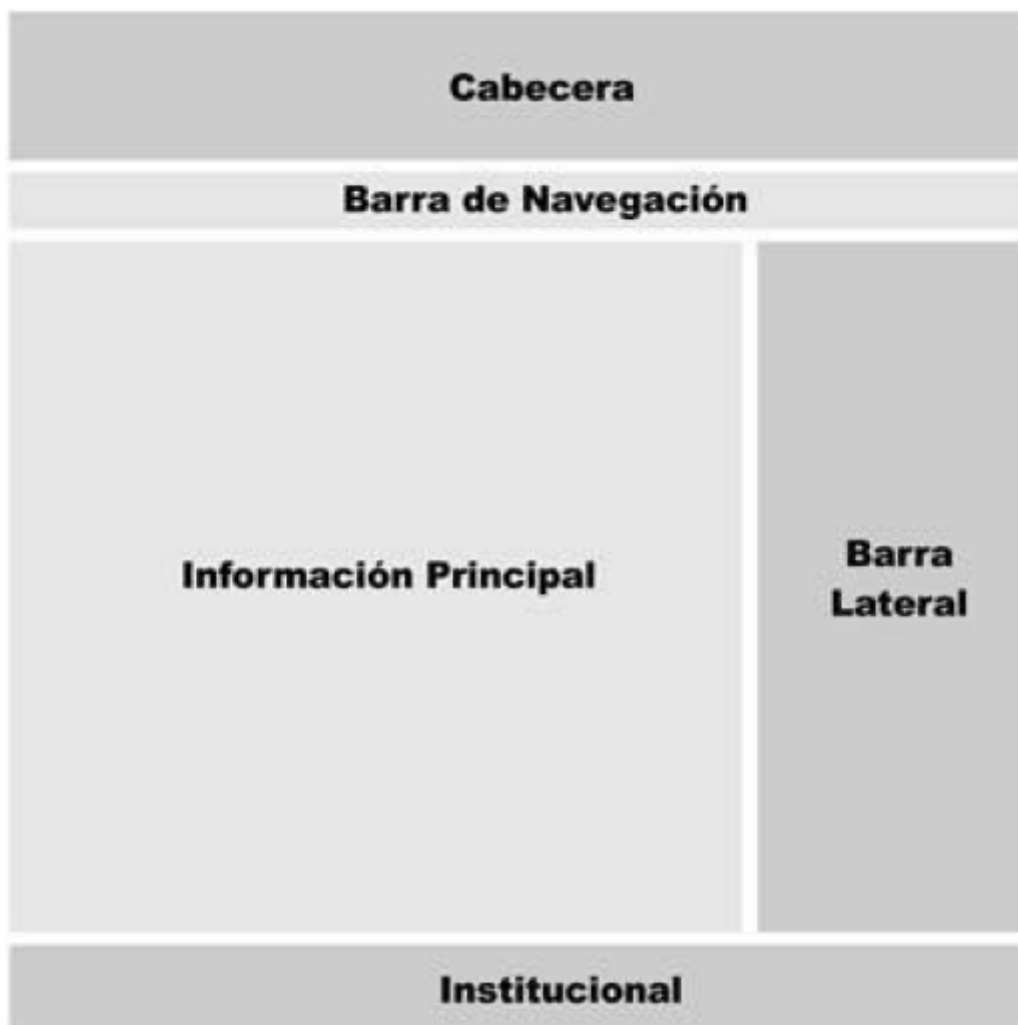 Cabecera
Barra de Navegación
Información Principal
Barra
Lateral
Institucional